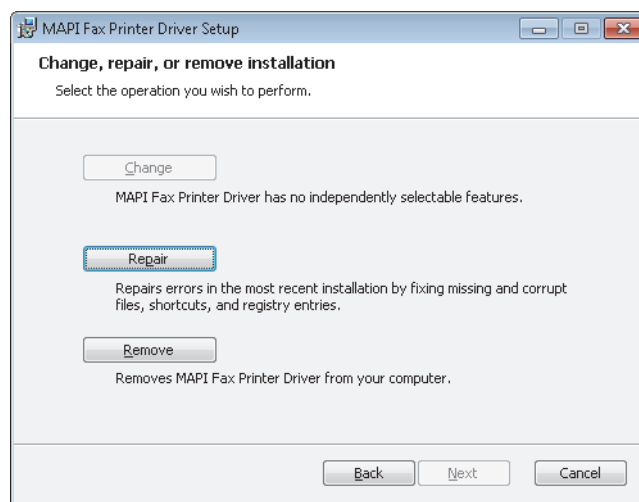 MAPI Fax Printer Driver Setup
Change, repair, or remove installation
Select the operation you wish to perform.
Change
MAPI Fax Printer Driver has no independently selectable features.
Repair
Repairs errors in the most recent installation by fixing missing and corrupt
files, shortcuts, and registry entries.
Remove
Removes MAPI Fax Printer Driver from your computer.
Back Next Cancel